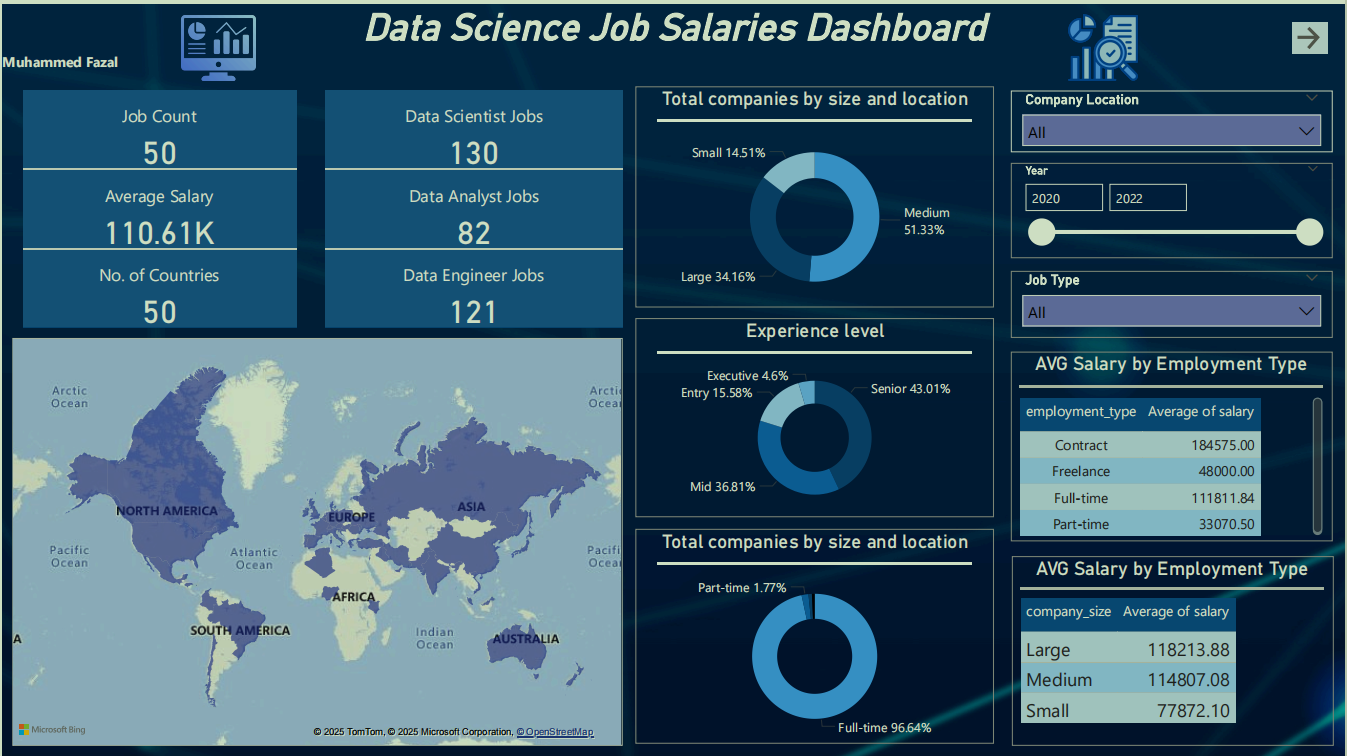 Data Science Job Salaries Dashboard
Muhammed Fazal
Job Count
50
Average Salary
110.61K
No. of Countries
50
Data Scientist Jobs
130
Data Analyst Jobs
82
Data Engineer Jobs
121
Arctic
Ocean
Arctic
Ocea
NORTH AMERICA
EUROPE
ASIA
Pacific
Ocean
Atlantic
Ocean
Pacifi
Ocea
AFRICA
SOUTH AMERICA
Indian
Ocean
AUSTRALIA
A
Microsoft Bing
© 2025 TomTom, © 2025 Microsoft Corporation, © OpenStreetMap
Total companies by size and location
Small 14.51%
Medium
51.33%
Large 34.16%
Experience level
Executive 4.6%
Entry 15.58%
Senior 43.01%
Mid 36.81%
Total companies by size and location
Part-time 1.77%
Full-time 96.64%
Company Location
All
Year
2020 2022
Job Type
All
AVG Salary by Employment Type
employment_type Average of salary
Contract 184575.00
Freelance 48000.00
Full-time 111811.84
Part-time 33070.50
AVG Salary by Employment Type
company_size Average of salary
Large 118213.88
Medium 114807.08
Small 77872.10